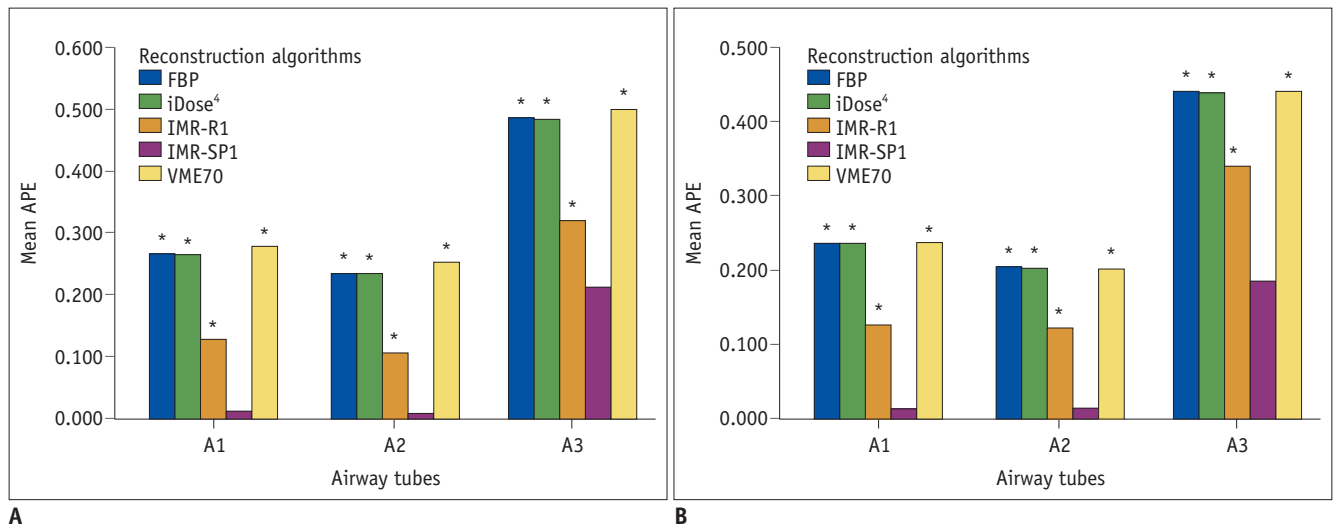 0.600
Reconstruction algorithms
FBP
iDose⁴
IMR-R1
IMR-SP1
VME70
0.500
0.400
0.300
0.200
0.100
0.000
Mean APE
* * * *
* * * *
* * * *
A1 A2 A3
Airway tubes
A
0.500
Reconstruction algorithms
FBP
iDose⁴
IMR-R1
IMR-SP1
VME70
0.400
0.300
0.200
0.100
0.000
Mean APE
* * * *
* * * *
* * * *
A1 A2 A3
Airway tubes
B